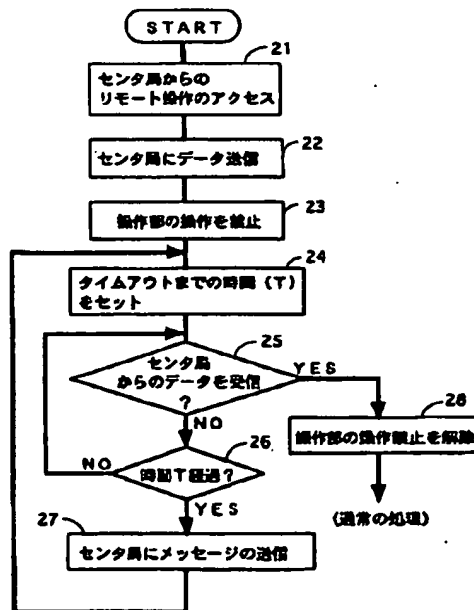 START
21
センタ局からの
リモート操作のアクセス
22
センタ局にデータ送信
23
操作部の操作を禁止
24
タイムアウトまでの時間(T)
をセット
25
センタ局
からのデータを受信
?
YES
NO
28
操作部の操作禁止を解除
(通常の処理)
26
時間T経過?
NO
YES
27
センタ局にメッセージの送信